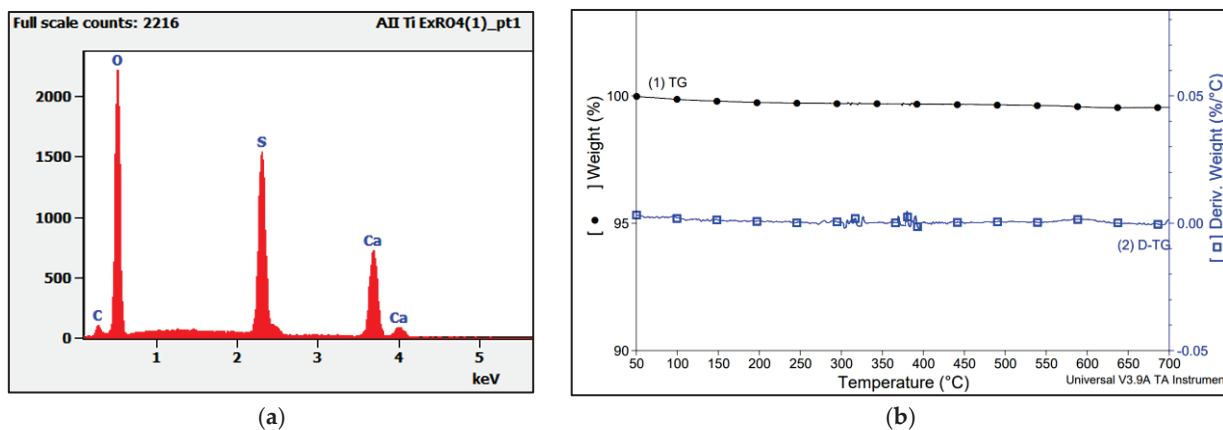 Full scale counts: 2216
AII Ti ExR04(1)_pt1
O
2000
S
1500
1000
Ca
500
C
Ca
0
1 2 3 4 5
keV
(a)
(1) TG
100
95
90
[ ● ] Weight (%)
0.05
0.00
-0.05
[ □ ] Deriv. Weight (%/°C)
(2) D-TG
50 100 150 200 250 300 350 400 450 500 550 600 650 700
Temperature (°C)
Universal V3.9A TA Instrum
(b)